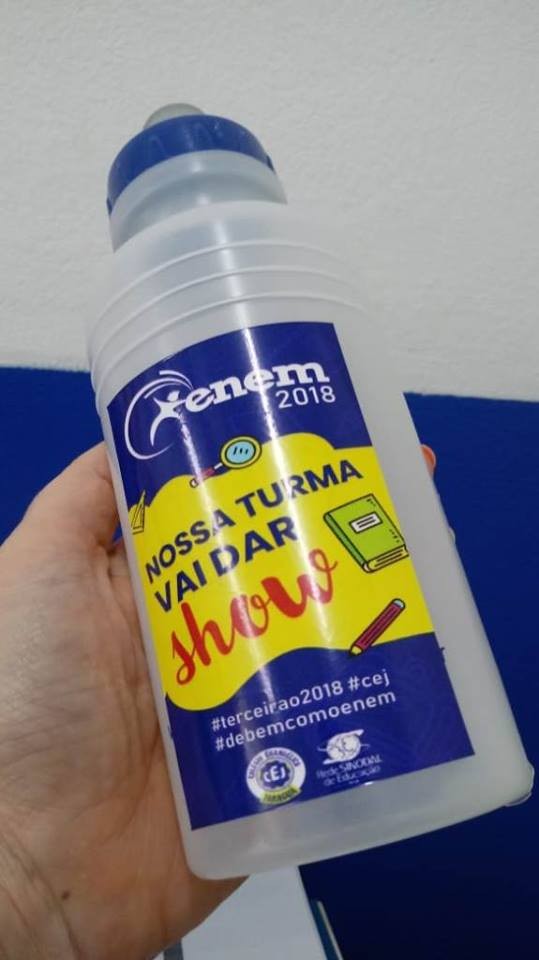 enem
2018
NOSSA TURMA
VAI DAR
show
#terceirao2018 #cej
#debemcomoenem
CEJ
Rede SINODAL
de Educação